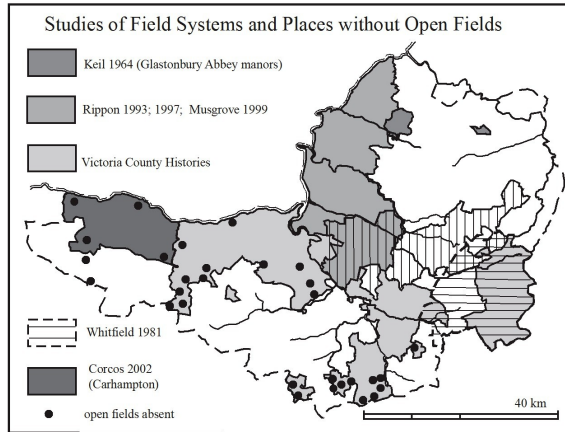 Studies of Field Systems and Places without Open Fields
Keil 1964 (Glastonbury Abbey manors)
Rippon 1993; 1997; Musgrove 1999
Victoria County Histories
Whitfield 1981
Corcos 2002
(Carhampton)
open fields absent
40 km